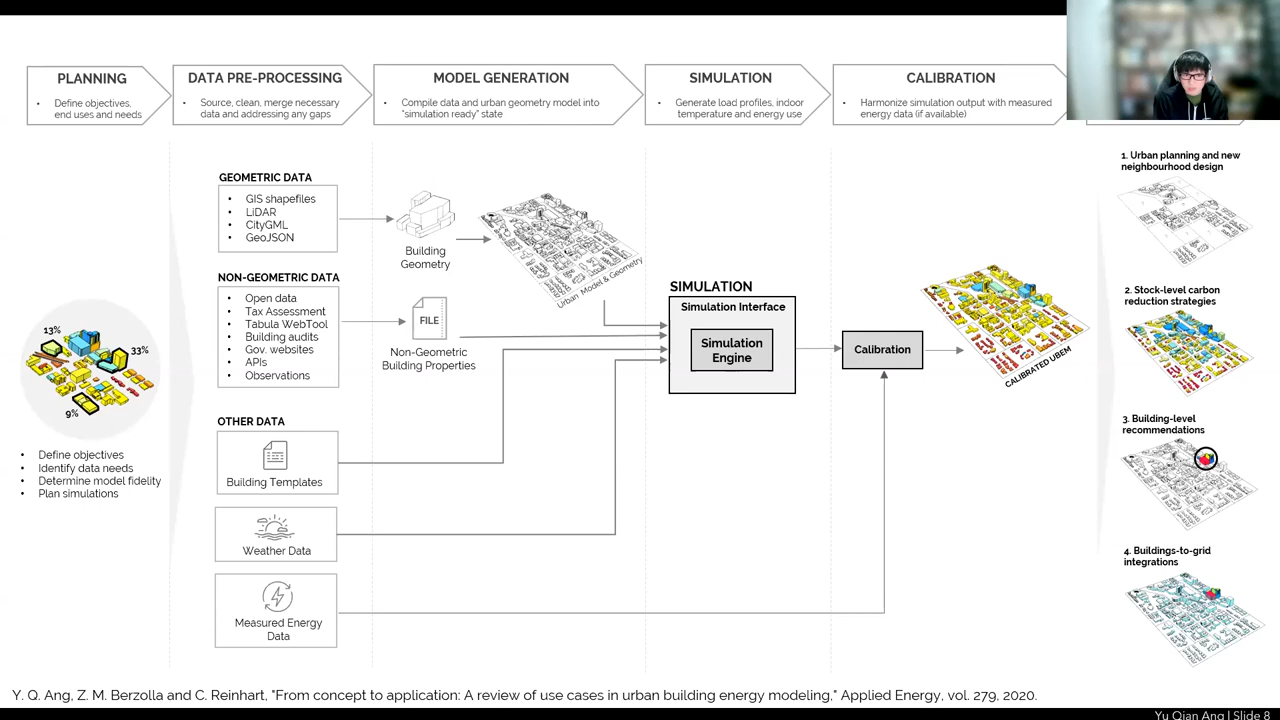 PLANNING
• Define objectives,
end uses and needs
DATA PRE-PROCESSING
• Source, clean, merge necessary
data and addressing any gaps
MODEL GENERATION
• Compile data and urban geometry model into
"simulation ready" state
SIMULATION
• Generate load profiles, indoor
temperature and energy use
CALIBRATION
• Harmonize simulation output with measured
energy data (if available)
13%
33%
9%
• Define objectives
• Identify data needs
• Determine model fidelity
• Plan simulations
GEOMETRIC DATA
• GIS shapefiles
• LiDAR
• CityGML
• GeoJSON
NON-GEOMETRIC DATA
• Open data
• Tax Assessment
• Tabula WebTool
• Building audits
• Gov. websites
• APIs
• Observations
OTHER DATA
Building Templates
Weather Data
Measured Energy
Data
Building
Geometry
Urban Model & Geometry
FILE
Non-Geometric
Building Properties
SIMULATION
Simulation Interface
Simulation
Engine
Calibration
CALIBRATED UBEM
1. Urban planning and new
neighbourhood design
2. Stock-level carbon
reduction strategies
3. Building-level
recommendations
4. Buildings-to-grid
integrations
Y. Q. Ang, Z. M. Berzolla and C. Reinhart, "From concept to application: A review of use cases in urban building energy modeling," Applied Energy, vol. 279, 2020.
Yu Qian Ang | Slide 8